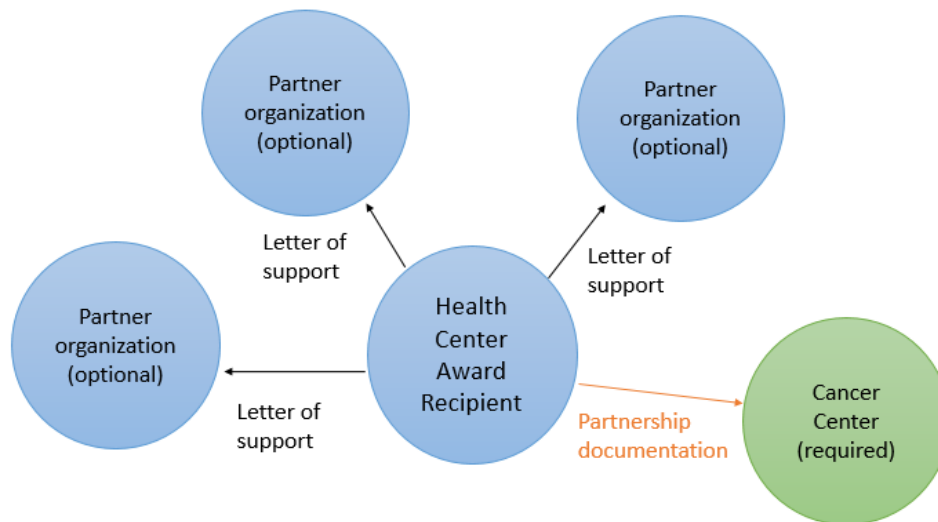 Partner
organization
(optional)
Partner
organization
(optional)
Letter of
support
Letter of
support
Partner
organization
(optional)
Health
Center
Award
Recipient
Letter of
support
Partnership
documentation
Cancer
Center
(required)